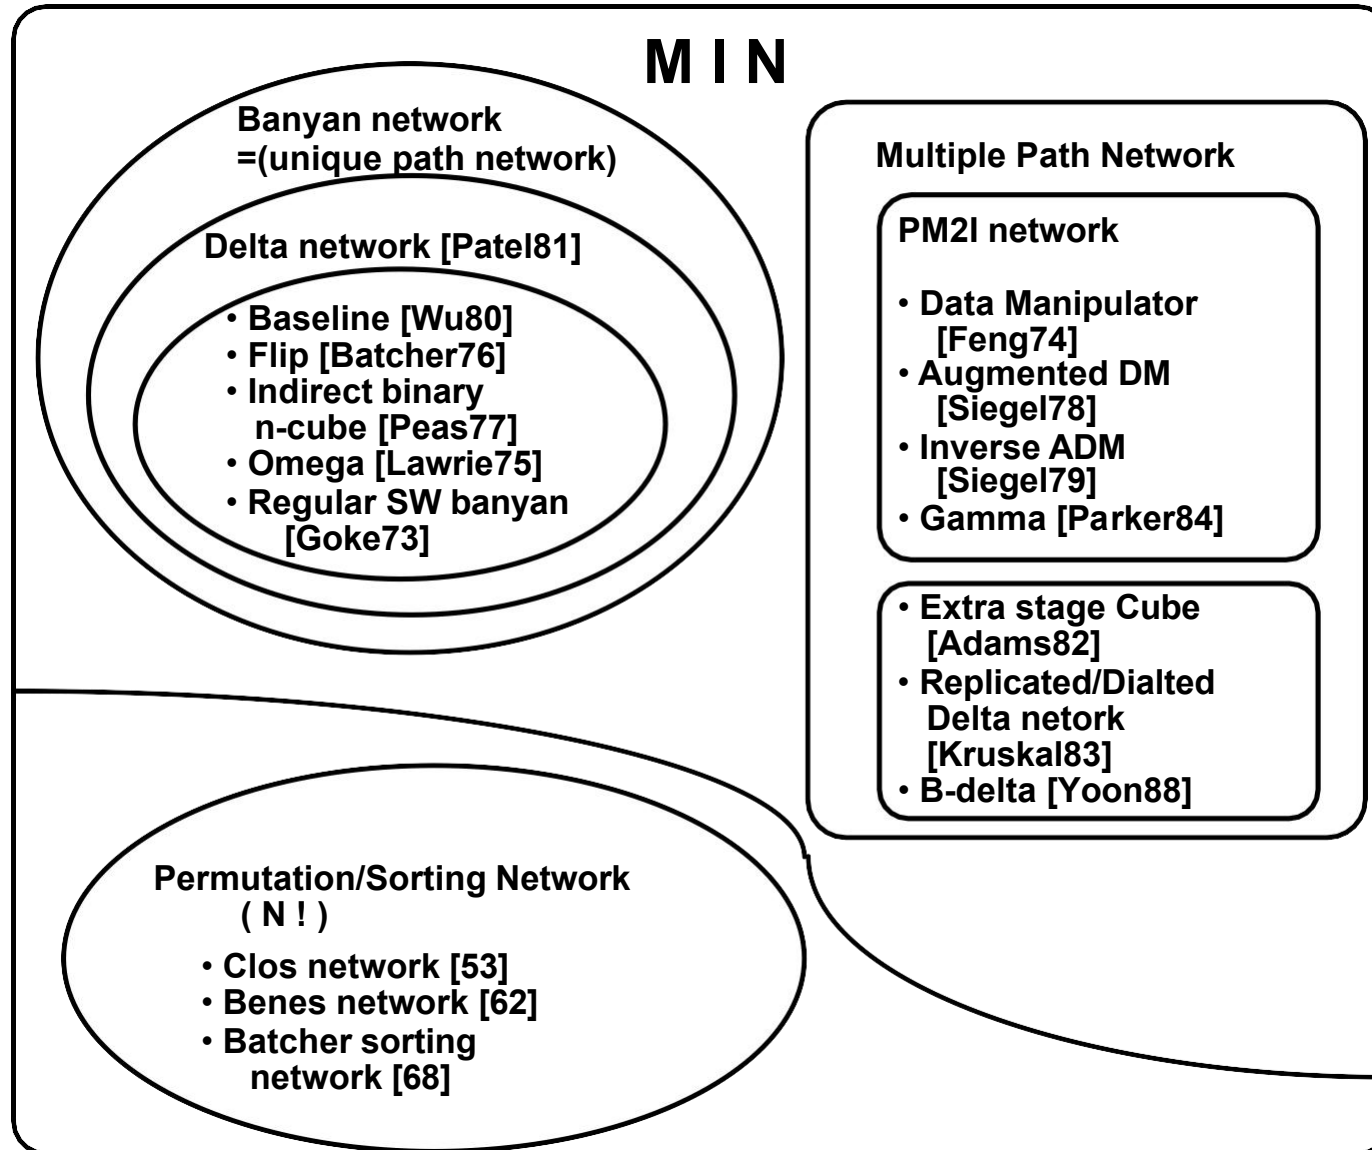 M I N
Banyan network
=(unique path network)
Delta network [Patel81]
• Baseline [Wu80]
• Flip [Batcher76]
• Indirect binary
n-cube [Peas77]
• Omega [Lawrie75]
• Regular SW banyan
[Goke73]
Multiple Path Network
PM2I network
• Data Manipulator
[Feng74]
• Augmented DM
[Siegel78]
• Inverse ADM
[Siegel79]
• Gamma [Parker84]
• Extra stage Cube
[Adams82]
• Replicated/Dialted
Delta netork
[Kruskal83]
• B-delta [Yoon88]
Permutation/Sorting Network
( N ! )
• Clos network [53]
• Benes network [62]
• Batcher sorting
network [68]